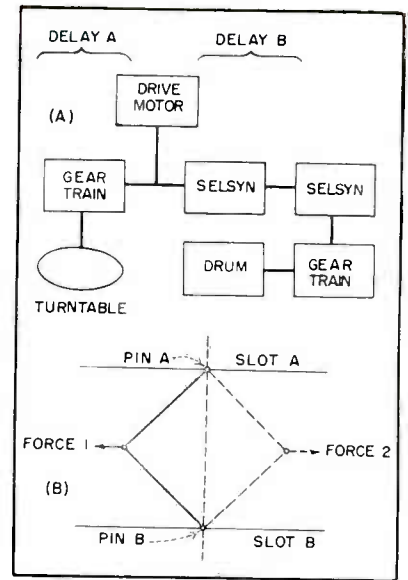 DELAY A DELAY B
(A)
DRIVE
MOTOR
GEAR
TRAIN
SELSYN
SELSYN
TURNTABLE
DRUM
GEAR
TRAIN
PIN A
SLOT A
FORCE 1
FORCE 2
(B)
PIN B
SLOT B